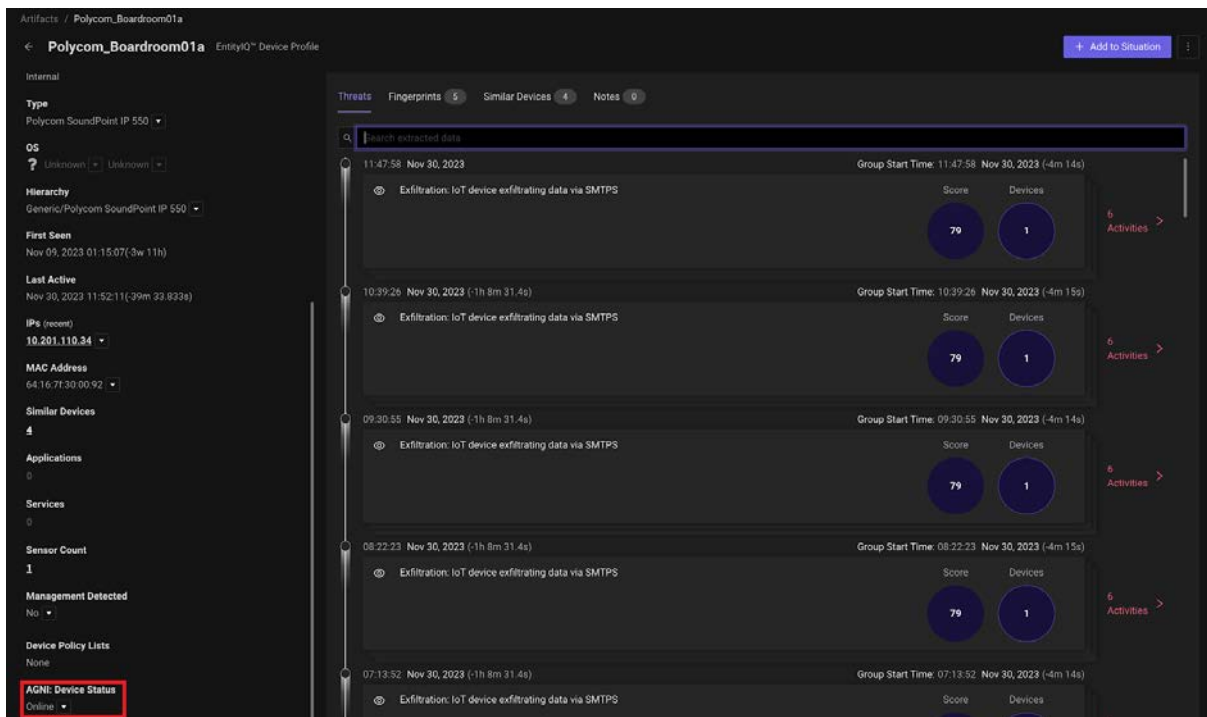 Artifacts / Polycom_Boardroom01a
← Polycom_Boardroom01a EntityIQ™ Device Profile
+ Add to Situation
Internal
Type
Polycom SoundPoint IP 550
OS
? Unknown Unknown
Hierarchy
Generic/Polycom SoundPoint IP 550
First Seen
Nov 09, 2023 01:15:07(-3w 11h)
Last Active
Nov 30, 2023 11:52:11(-39m 33.833s)
IPs (recent)
10.201.110.34
MAC Address
64:16:7f:30:00:92
Similar Devices
4
Applications
0
Services
0
Sensor Count
1
Management Detected
No
Device Policy Lists
None
AGNI: Device Status
Online
Threats Fingerprints 5 Similar Devices 4 Notes 0
Search extracted data
11:47:58 Nov 30, 2023 Group Start Time: 11:47:58 Nov 30, 2023 (-4m 14s)
Exfiltration: IoT device exfiltrating data via SMTPS Score Devices
79 1
6
Activities
10:39:26 Nov 30, 2023 (-1h 8m 31.4s) Group Start Time: 10:39:26 Nov 30, 2023 (-4m 15s)
Exfiltration: IoT device exfiltrating data via SMTPS Score Devices
79 1
6
Activities
09:30:55 Nov 30, 2023 (-1h 8m 31.4s) Group Start Time: 09:30:55 Nov 30, 2023 (-4m 14s)
Exfiltration: IoT device exfiltrating data via SMTPS Score Devices
79 1
6
Activities
08:22:23 Nov 30, 2023 (-1h 8m 31.4s) Group Start Time: 08:22:23 Nov 30, 2023 (-4m 15s)
Exfiltration: IoT device exfiltrating data via SMTPS Score Devices
79 1
6
Activities
07:13:52 Nov 30, 2023 (-1h 8m 31.4s) Group Start Time: 07:13:52 Nov 30, 2023 (-4m 14s)
Exfiltration: IoT device exfiltrating data via SMTPS Score Devices